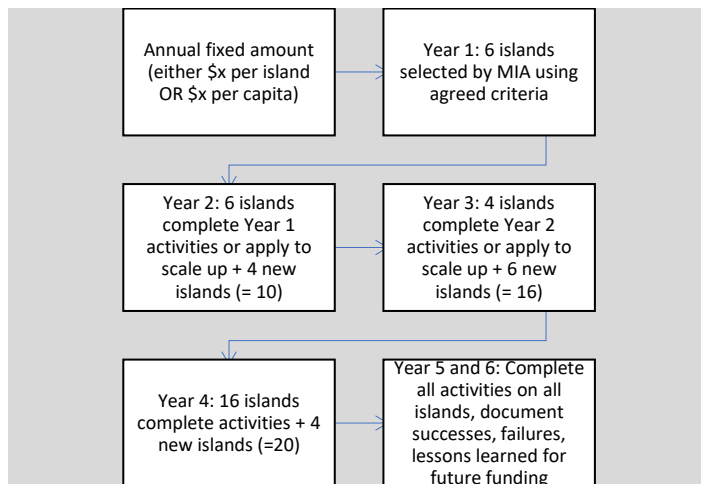 Annual fixed amount
(either $x per island
OR $x per capita)
Year 1: 6 islands
selected by MIA using
agreed criteria
Year 2: 6 islands
complete Year 1
activities or apply to
scale up + 4 new
islands (= 10)
Year 3: 4 islands
complete Year 2
activities or apply to
scale up + 6 new
islands (= 16)
Year 4: 16 islands
complete activities + 4
new islands (=20)
Year 5 and 6: Complete
all activities on all
islands, document
successes, failures,
lessons learned for
future funding